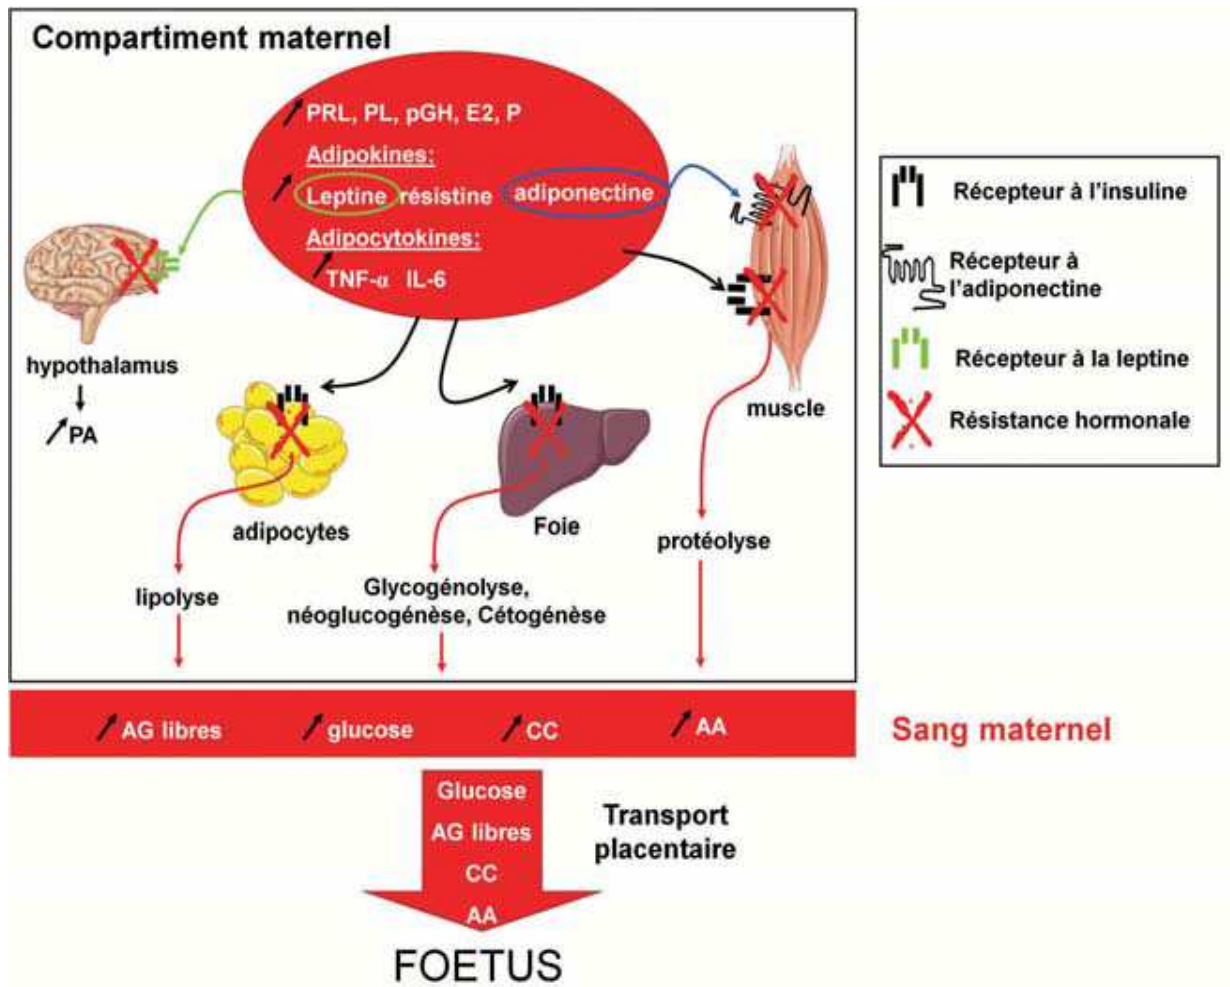 Compartiment maternel
PRL, PL, pGH, E2, P
Adipokines:
Leptine résistine adiponectine
Adipocytokines:
TNF-α IL-6
hypothalamus
PA
adipocytes
Foie
muscle
lipolyse
Glycogénolyse,
néoglucogénèse, Cétogénèse
protéolyse
Récepteur à l'insuline
Récepteur à
l'adiponectine
Récepteur à la leptine
Résistance hormonale
AG libres
glucose
CC
AA
Sang maternel
Glucose
AG libres
CC
AA
Transport
placentaire
FOETUS